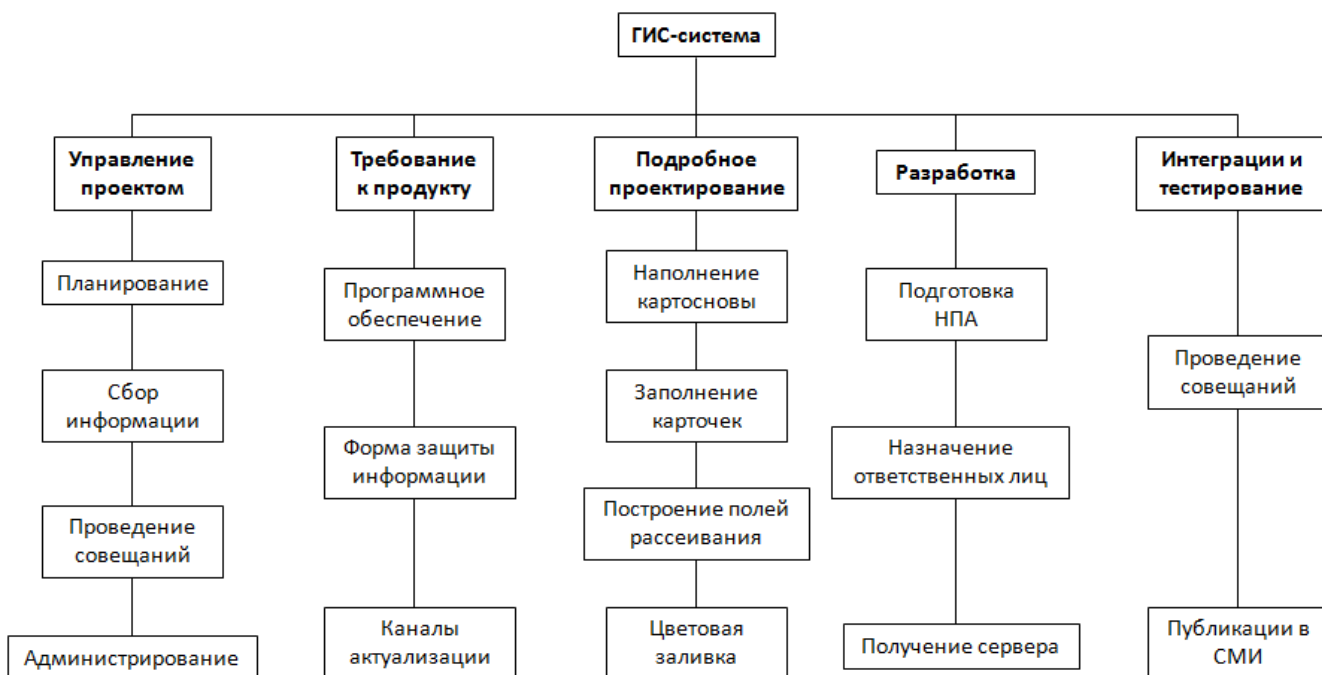 ГИС-система
Управление
проектом
Требование
к продукту
Подробное
проектирование
Разработка
Интеграции и
тестирование
Планирование
Сбор
информации
Проведение
совещаний
Администрирование
Программное
обеспечение
Форма защиты
информации
Каналы
актуализации
Наполнение
картосновы
Заполнение
карточек
Построение полей
рассеивания
Цветовая
заливка
Подготовка
НПА
Назначение
ответственных лиц
Получение сервера
Проведение
совещаний
Публикации в
СМИ